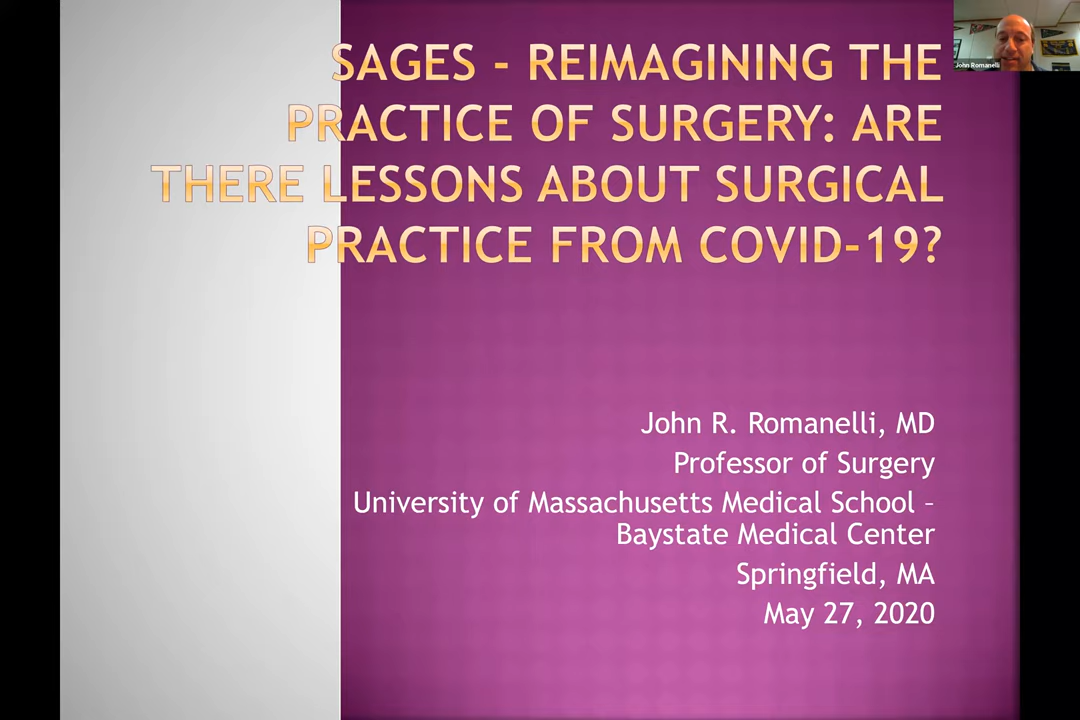 John Romanelli
SAGES - REIMAGINING THE
PRACTICE OF SURGERY: ARE
THERE LESSONS ABOUT SURGICAL
PRACTICE FROM COVID-19?
John R. Romanelli, MD
Professor of Surgery
University of Massachusetts Medical School –
Baystate Medical Center
Springfield, MA
May 27, 2020